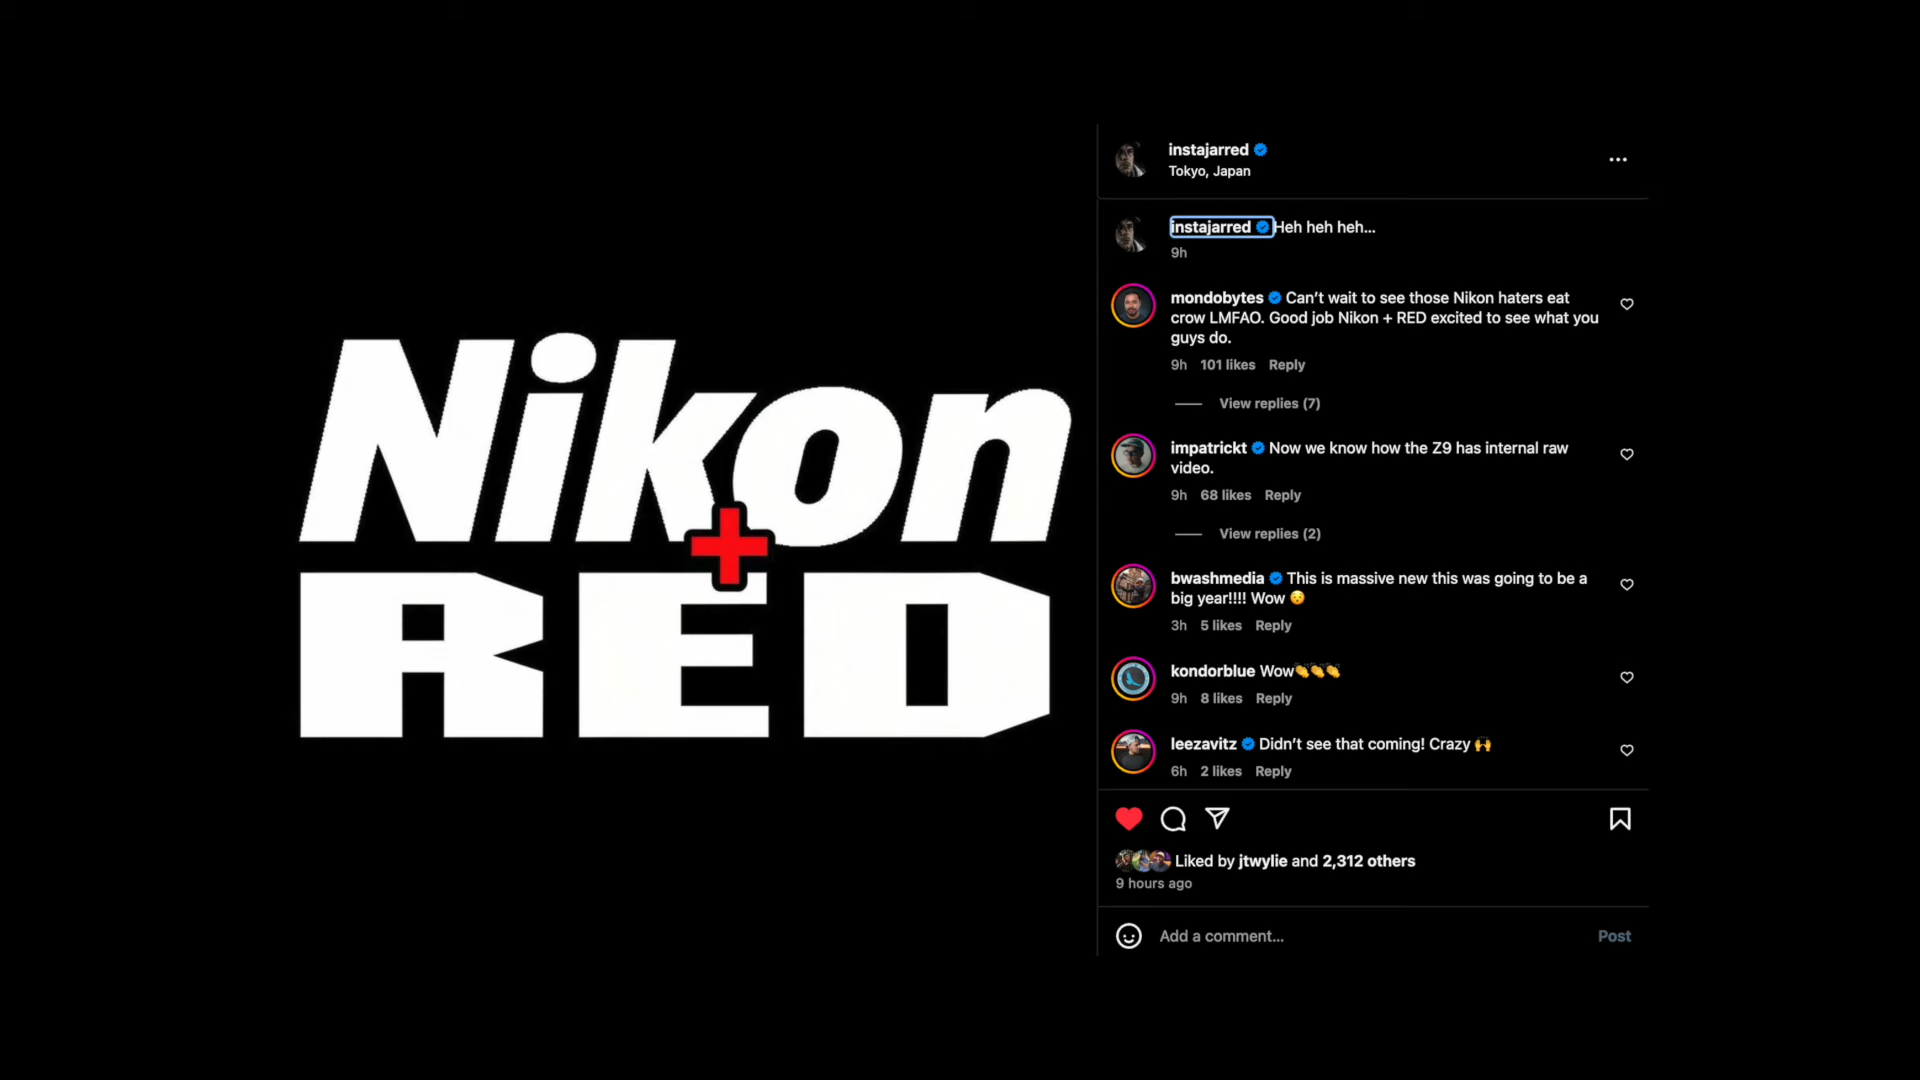 Nikon
+
RED
instajarred
Tokyo, Japan
instajarred Heh heh heh...
9h
mondobytes Can't wait to see those Nikon haters eat
crow LMFAO. Good job Nikon + RED excited to see what you
guys do.
9h 101 likes Reply
View replies (7)
impatrickt Now we know how the Z9 has internal raw
video.
9h 68 likes Reply
View replies (2)
bwashmedia This is massive new this was going to be a
big year!!!! Wow 😯
3h 5 likes Reply
kondorblue Wow👏👏👏
9h 8 likes Reply
leezavitz Didn't see that coming! Crazy 🙌
6h 2 likes Reply
Liked by jtwylie and 2,312 others
9 hours ago
Add a comment...
Post